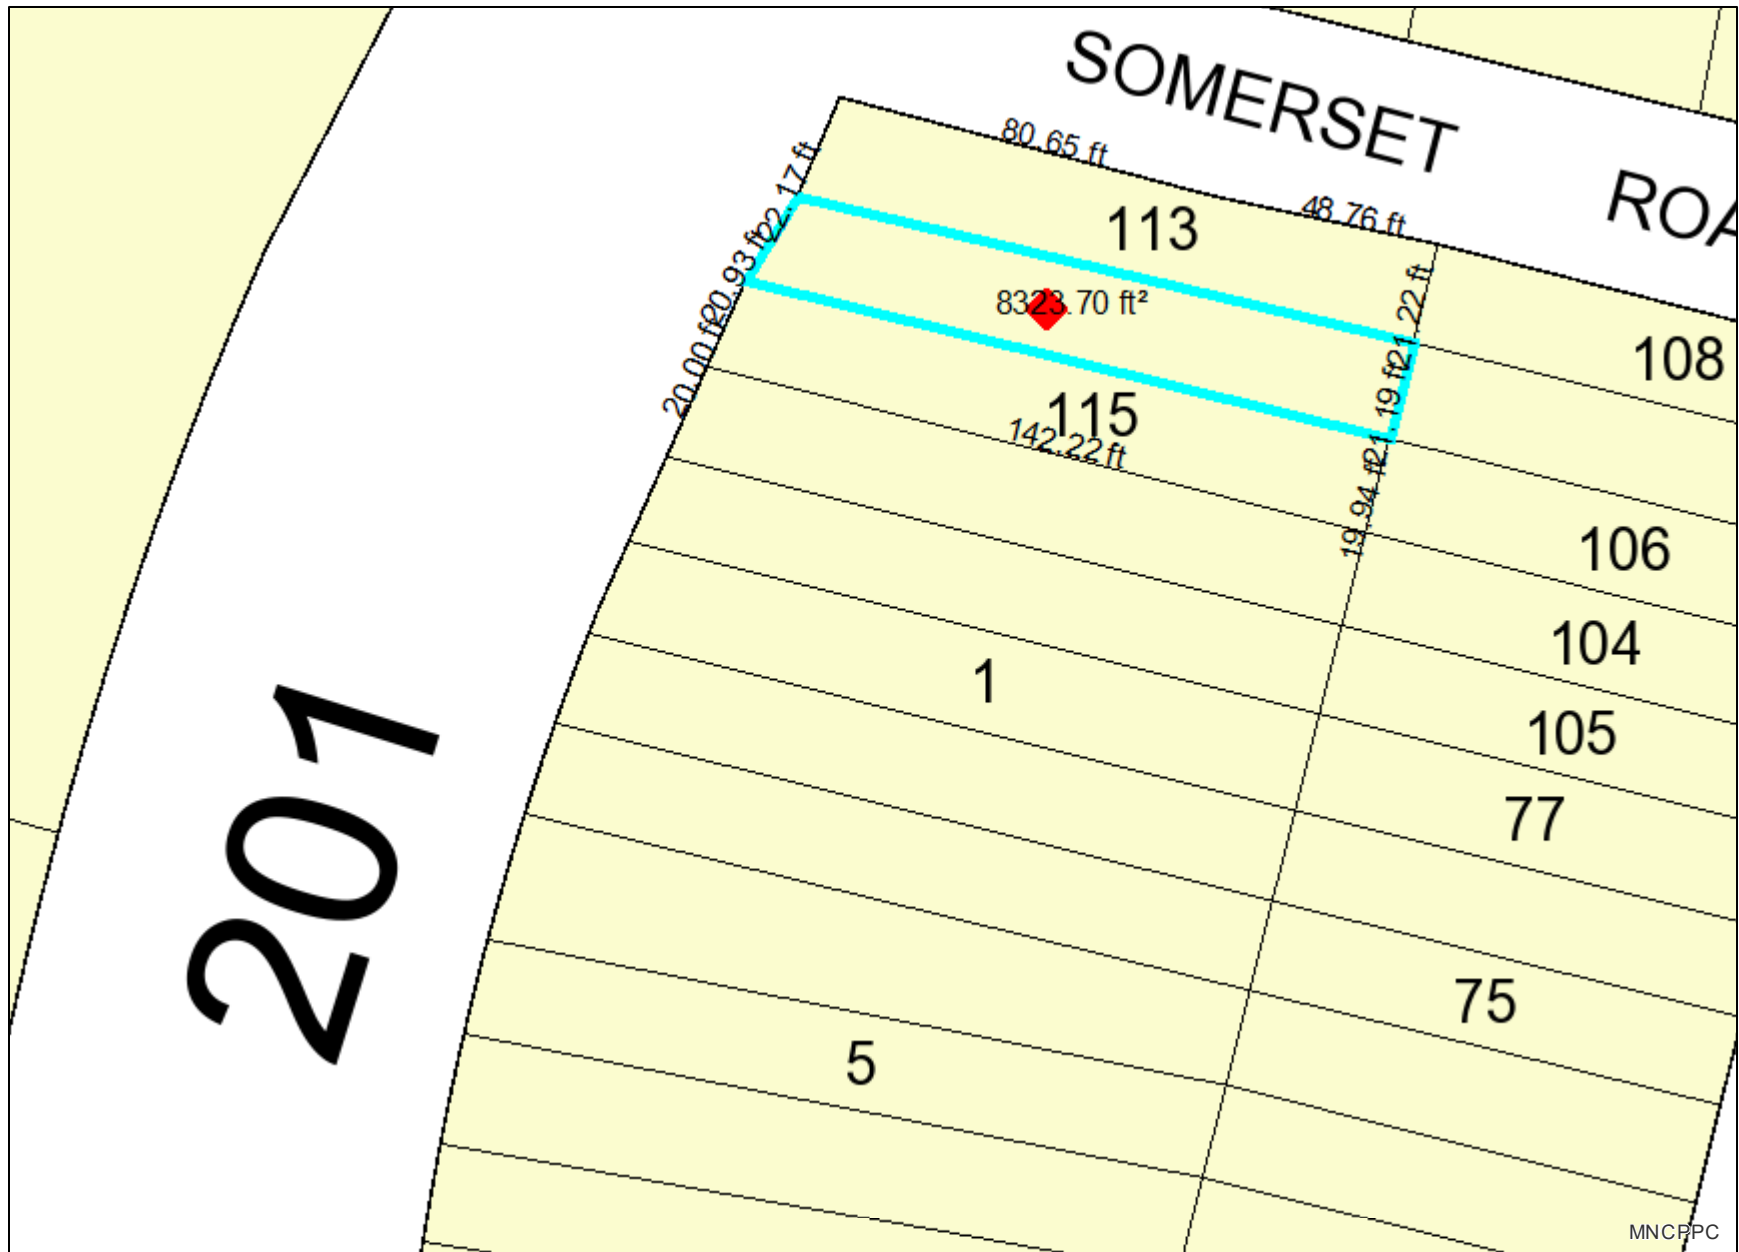 SOMERSET
ROA
80.65 ft
48.76 ft
22.17 ft
113
21.22 ft
20.93 ft
8323.70 ft²
108
20.00 ft
21.19 ft
115
142.22 ft
19.94 ft
106
104
1
105
201
77
75
5
MNCPPC